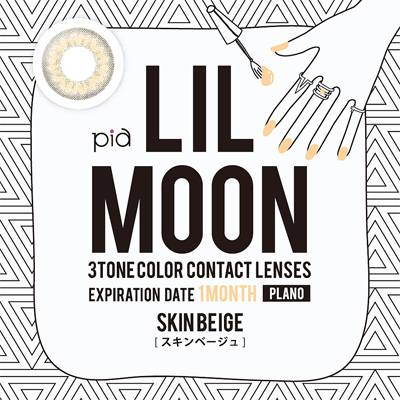 pia
LIL
MOON
3TONE COLOR CONTACT LENSES
EXPIRATION DATE 1MONTH PLANO
SKIN BEIGE
[ スキンベージュ ]